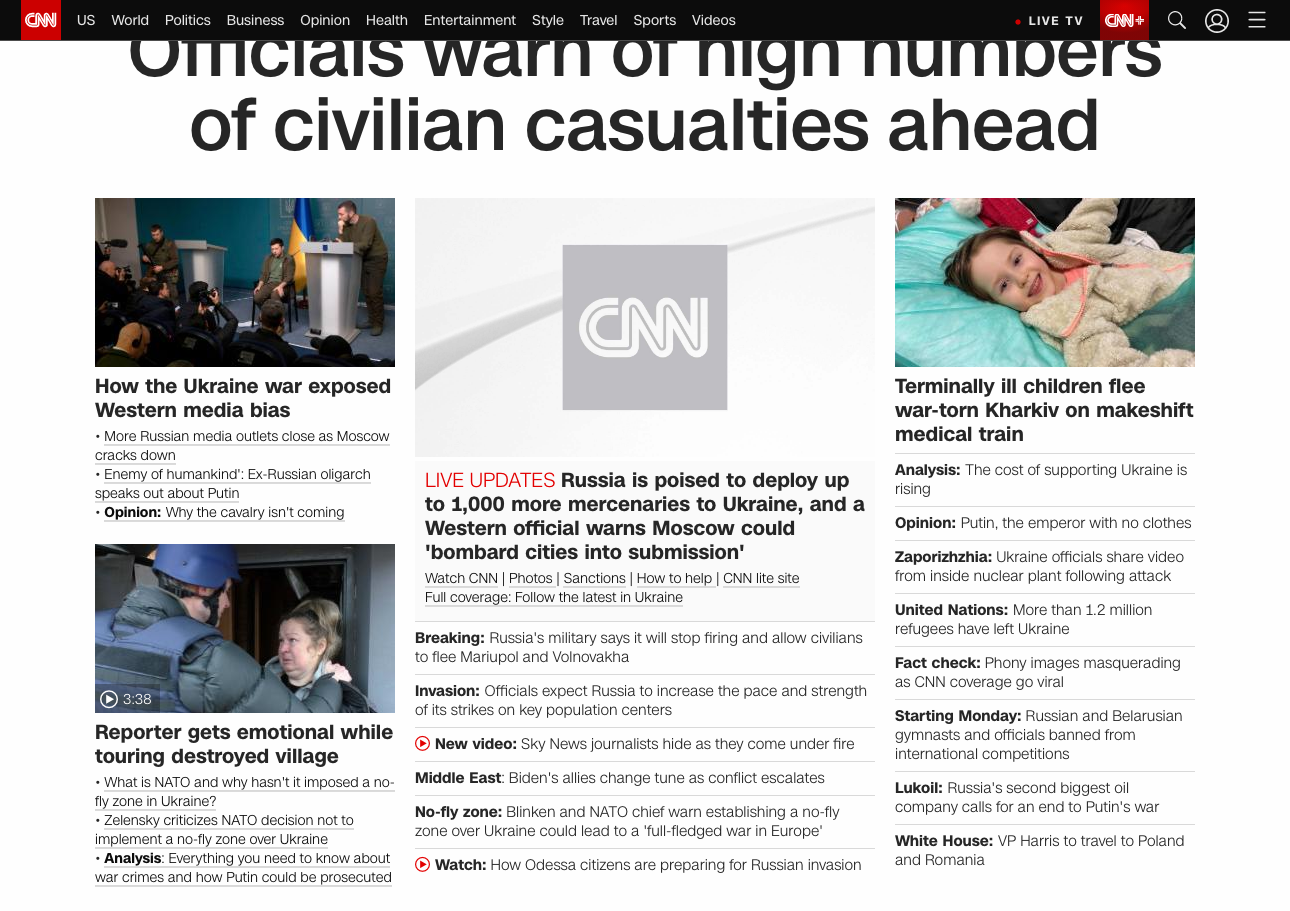 CNN US World Politics Business Opinion Health Entertainment Style Travel Sports Videos LIVE TV CNN+
Officials warn of high numbers
of civilian casualties ahead
How the Ukraine war exposed
Western media bias
• More Russian media outlets close as Moscow
cracks down
• Enemy of humankind': Ex-Russian oligarch
speaks out about Putin
• Opinion: Why the cavalry isn't coming
3:38
Reporter gets emotional while
touring destroyed village
• What is NATO and why hasn't it imposed a no-
fly zone in Ukraine?
• Zelensky criticizes NATO decision not to
implement a no-fly zone over Ukraine
• Analysis: Everything you need to know about
war crimes and how Putin could be prosecuted
CNN
LIVE UPDATES Russia is poised to deploy up
to 1,000 more mercenaries to Ukraine, and a
Western official warns Moscow could
'bombard cities into submission'
Watch CNN | Photos | Sanctions | How to help | CNN lite site
Full coverage: Follow the latest in Ukraine
Breaking: Russia's military says it will stop firing and allow civilians
to flee Mariupol and Volnovakha
Invasion: Officials expect Russia to increase the pace and strength
of its strikes on key population centers
New video: Sky News journalists hide as they come under fire
Middle East: Biden's allies change tune as conflict escalates
No-fly zone: Blinken and NATO chief warn establishing a no-fly
zone over Ukraine could lead to a 'full-fledged war in Europe'
Watch: How Odessa citizens are preparing for Russian invasion
Terminally ill children flee
war-torn Kharkiv on makeshift
medical train
Analysis: The cost of supporting Ukraine is
rising
Opinion: Putin, the emperor with no clothes
Zaporizhzhia: Ukraine officials share video
from inside nuclear plant following attack
United Nations: More than 1.2 million
refugees have left Ukraine
Fact check: Phony images masquerading
as CNN coverage go viral
Starting Monday: Russian and Belarusian
gymnasts and officials banned from
international competitions
Lukoil: Russia's second biggest oil
company calls for an end to Putin's war
White House: VP Harris to travel to Poland
and Romania